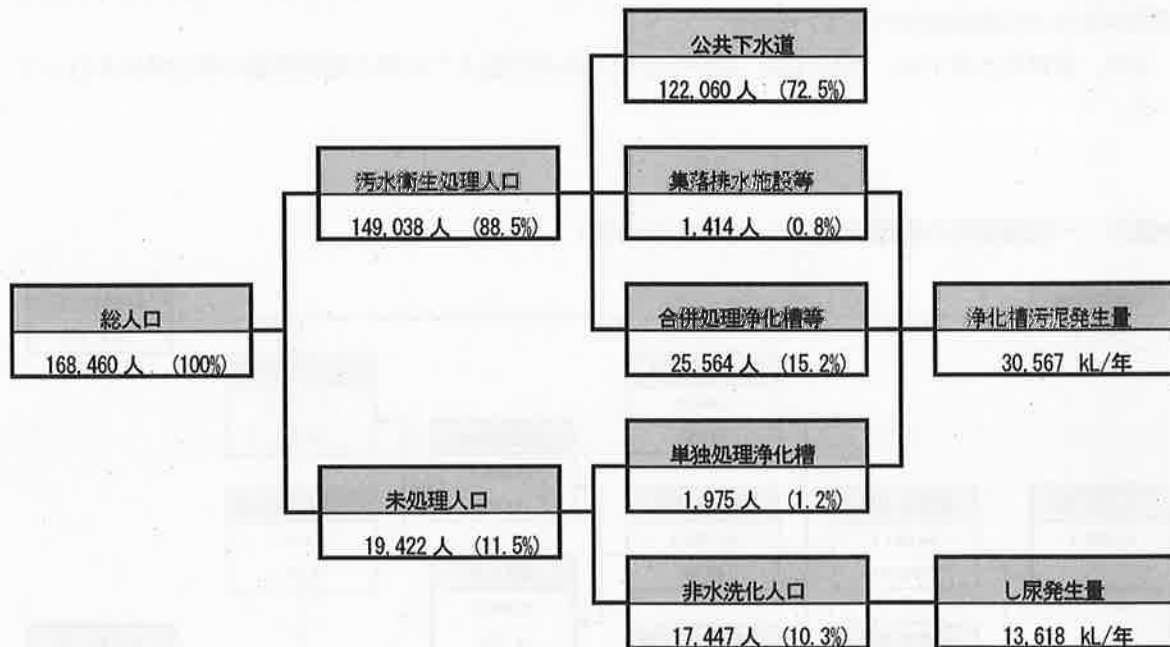 公共下水道
122,060 人 (72.5%)
汚水衛生処理人口
149,038 人 (88.5%)
集落排水施設等
1,414 人 (0.8%)
総人口
168,460 人 (100%)
合併処理浄化槽等
25,564 人 (15.2%)
浄化槽汚泥発生量
30,567 kL/年
単独処理浄化槽
1,975 人 (1.2%)
未処理人口
19,422 人 (11.5%)
非水洗化人口
17,447 人 (10.3%)
し尿発生量
13,618 kL/年